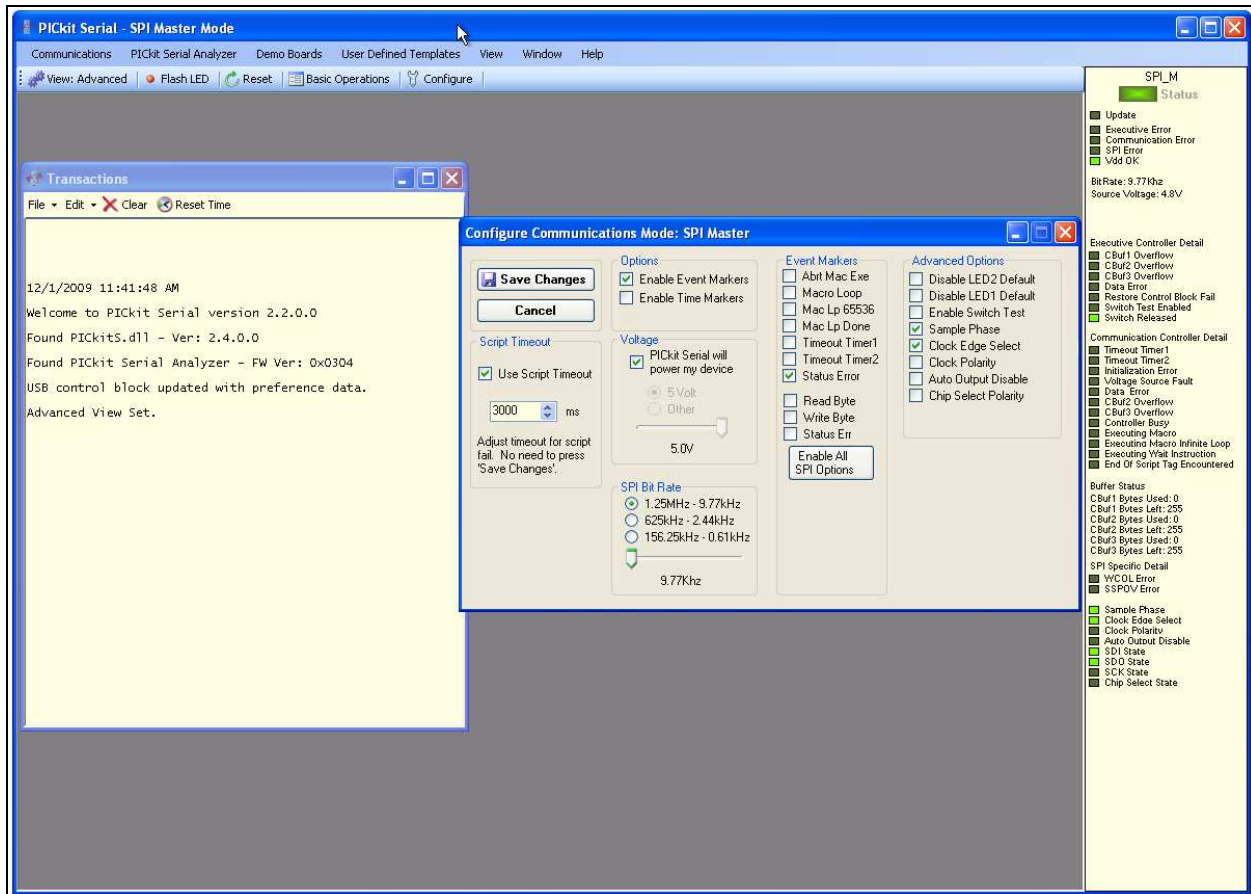 PICkit Serial - SPI Master Mode
Communications PICkit Serial Analyzer Demo Boards User Defined Templates View Window Help
View: Advanced Flash LED Reset Basic Operations Configure
Transactions
File Edit Clear Reset Time
12/1/2009 11:41:48 AM
Welcome to PICkit Serial version 2.2.0.0
Found PICkitS.dll - Ver: 2.4.0.0
Found PICkit Serial Analyzer - FW Ver: 0x0304
USB control block updated with preference data.
Advanced View Set.
Configure Communications Mode: SPI Master
Save Changes
Cancel
Script Timeout
Use Script Timeout
3000 ms
Adjust timeout for script
fail. No need to press
'Save Changes'.
Options
Enable Event Markers
Enable Time Markers
Voltage
PICkit Serial will
power my device
5 Volt
Other
5.0V
SPI Bit Rate
1.25MHz - 9.77kHz
625kHz - 2.44kHz
156.25kHz - 0.61kHz
9.77Khz
Event Markers
Abrt Mac Exe
Macro Loop
Mac Lp 65536
Mac Lp Done
Timeout Timer1
Timeout Timer2
Status Error
Read Byte
Write Byte
Status Err
Enable All
SPI Options
Advanced Options
Disable LED2 Default
Disable LED1 Default
Enable Switch Test
Sample Phase
Clock Edge Select
Clock Polarity
Auto Output Disable
Chip Select Polarity
SPI_M
Status
Update
Executive Error
Communication Error
SPI Error
Vdd OK
BitRate: 9.77Khz
Source Voltage: 4.8V
Executive Controller Detail
CBuf1 Overflow
CBuf2 Overflow
CBuf3 Overflow
Data Error
Restore Control Block Fail
Switch Test Enabled
Switch Released
Communication Controller Detail
Timeout Timer1
Timeout Timer2
Initialization Error
Voltage Source Fault
Data Error
CBuf2 Overflow
CBuf3 Overflow
Controller Busy
Executing Macro
Executing Macro Infinite Loop
Executing Wait Instruction
End Of Script Tag Encountered
Buffer Status
CBuf1 Bytes Used: 0
CBuf1 Bytes Left: 255
CBuf2 Bytes Used: 0
CBuf2 Bytes Left: 255
CBuf3 Bytes Used: 0
CBuf3 Bytes Left: 255
SPI Specific Detail
WCOL Error
SSPOV Error
Sample Phase
Clock Edge Select
Clock Polarity
Auto Output Disable
SDI State
SDO State
SCK State
Chip Select State